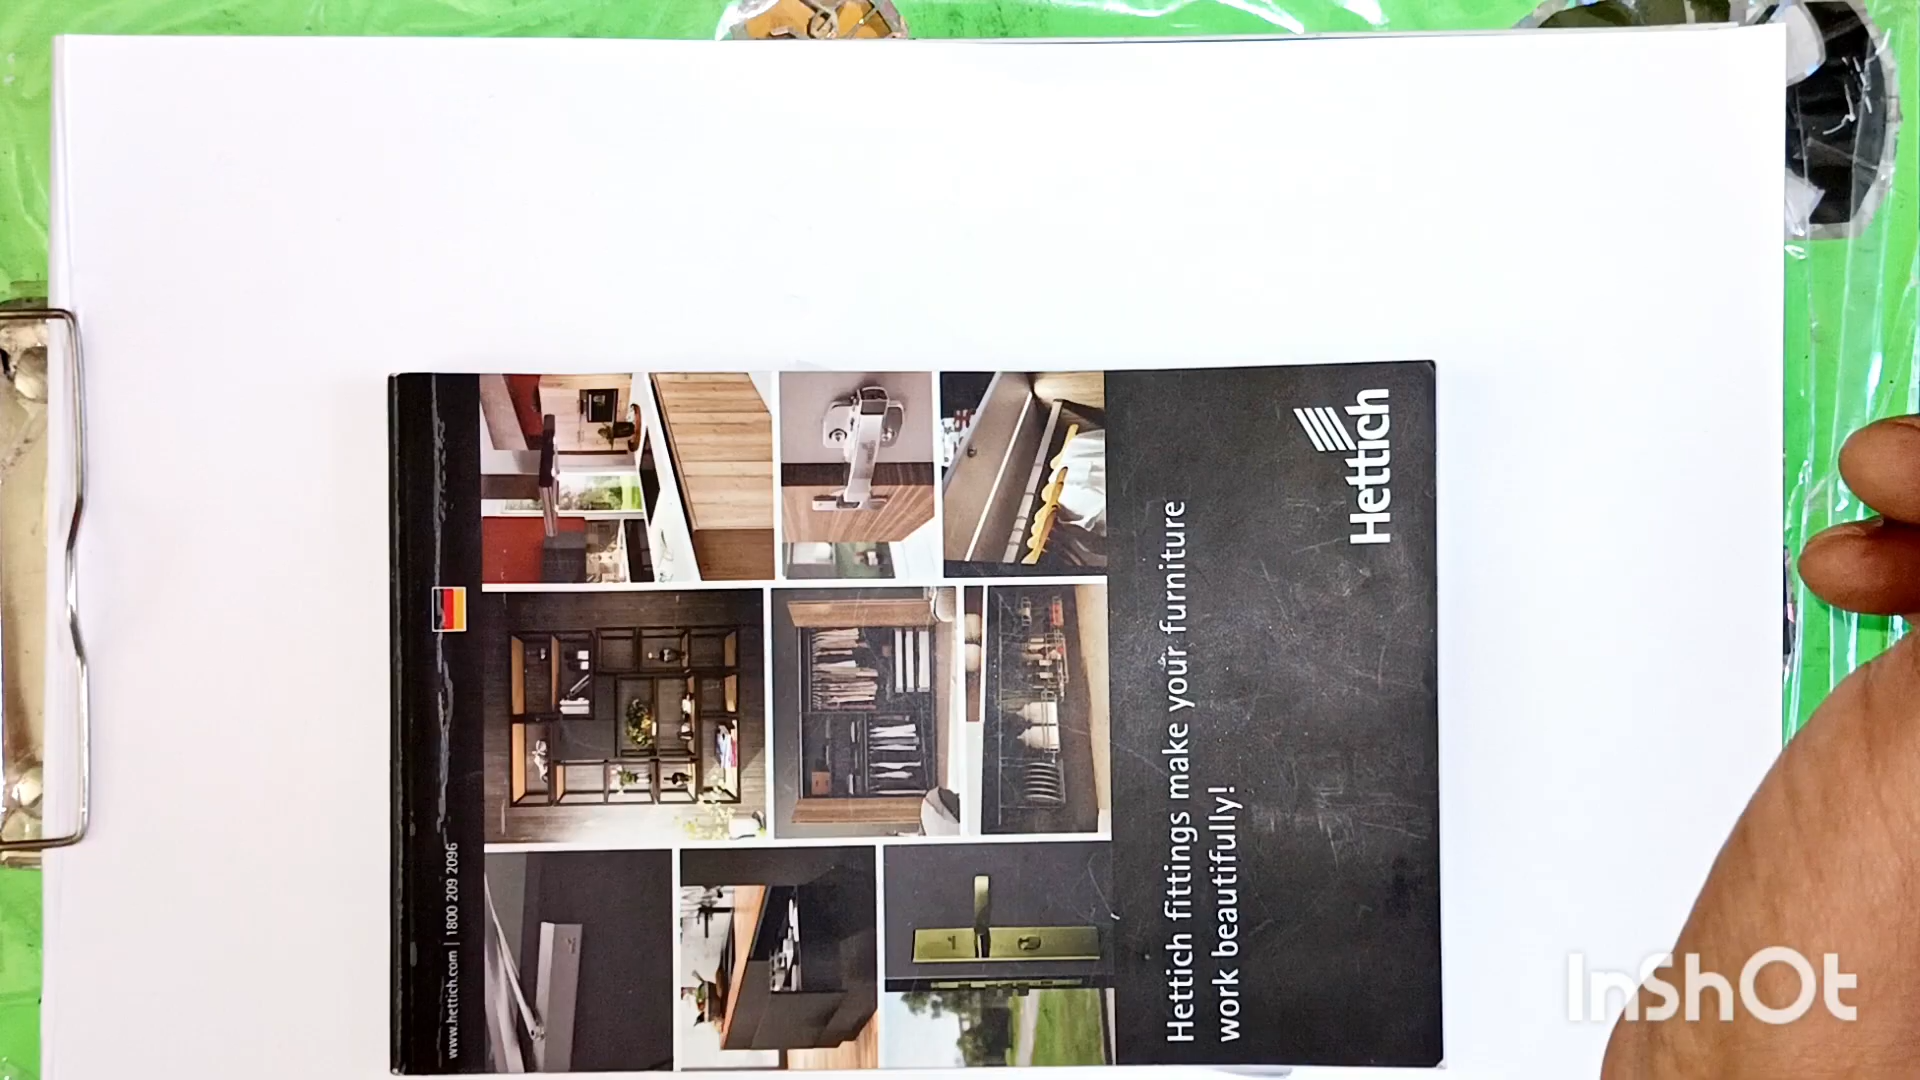 Hettich
Hettich fittings make your furniture
work beautifully!
www.hettich.com | 1800 209 2096
InShOt